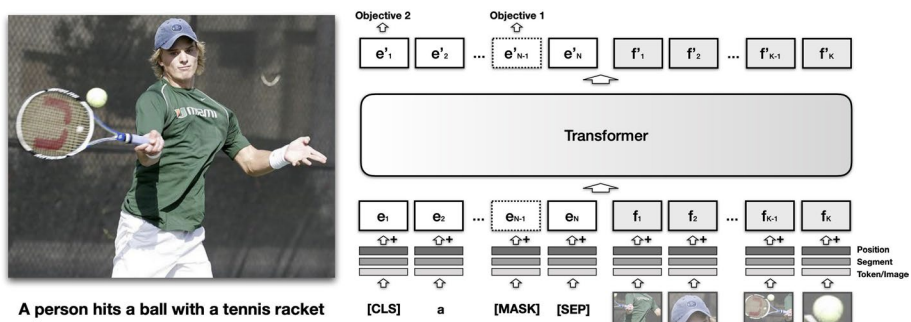 Objective 2 Objective 1
e'1 e'2 ... e'N-1 e'N f'1 f'2 ... f'K-1 f'K
MIAMI
Transformer
e1 e2 ... eN-1 eN f1 f2 ... fK-1 fK
+ + + + + + + +
Position
Segment
Token/Image
[CLS] a [MASK] [SEP]
A person hits a ball with a tennis racket